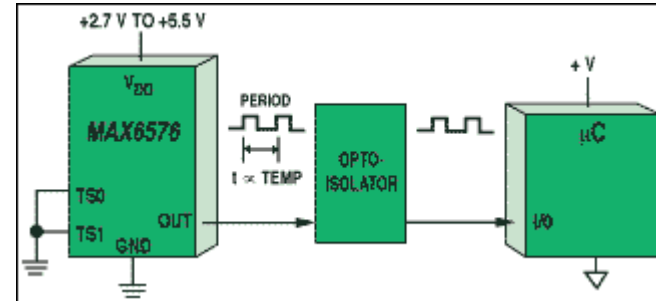 +2.7 V TO +5.5 V
VDD
MAX6576
TS0
TS1
OUT
GND
PERIOD
t ∝ TEMP
OPTO-
ISOLATOR
+ V
μC
I/O